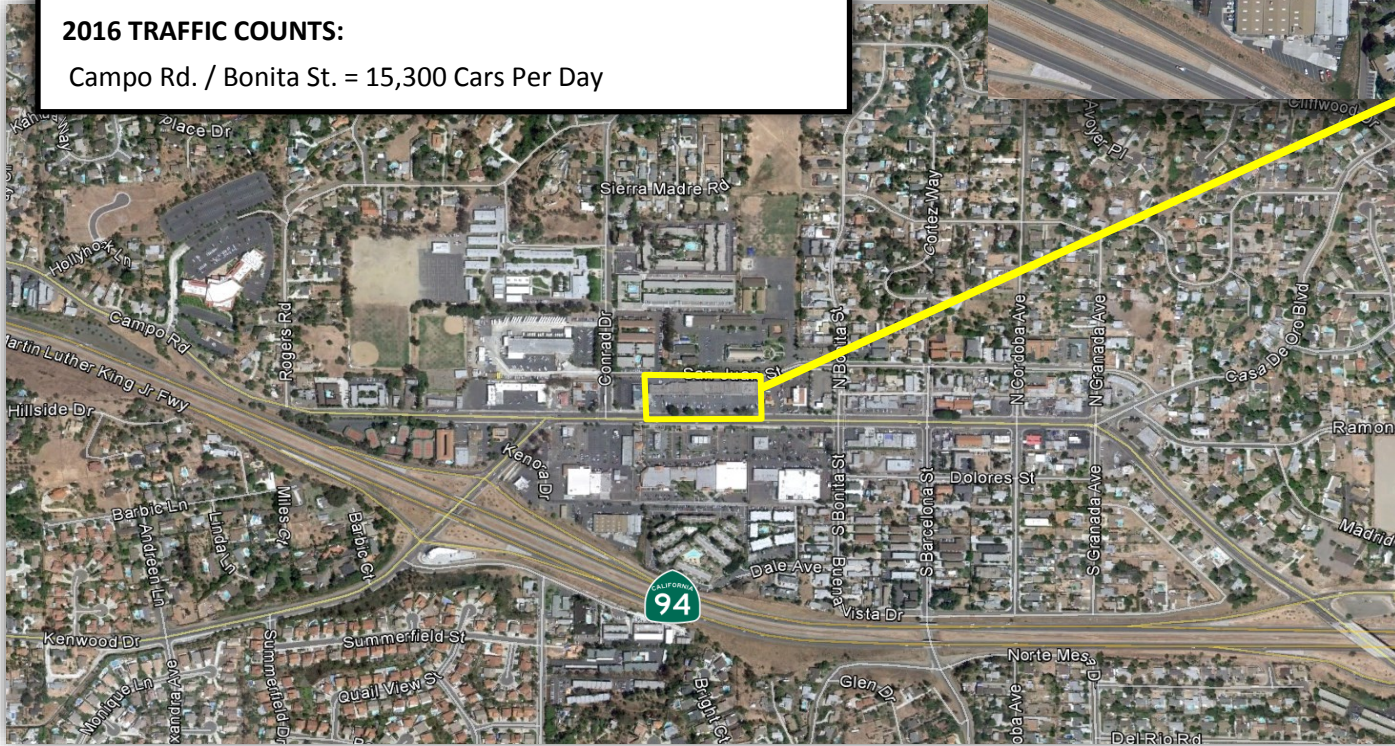 2016 TRAFFIC COUNTS:
Campo Rd. / Bonita St. = 15,300 Cars Per Day
Cliffwood Dr
Place Dr
Avoyer Pl
Sierra Madre Rd
Cortez Way
Hollyhock Ln
Campo Rd
Rogers Rd
Conrad Dr
San Juan St
N Bonita St
N Cordoba Ave
N Granada Ave
Casa De Oro Blvd
Martin Luther King Jr Fwy
Hillside Dr
Ramon
Kenora Dr
Dolores St
Barbic Ln
Andreen Ln
Linda Ln
Miles Ct
Barbic Ct
S Bonita St
S Barcelona St
S Granada Ave
Madrid
Dale Ave
Buena
Vista Dr
CALIFORNIA
94
Kenwood Dr
Summerfield St
Norte Mesa D
Monique Ln
xandra Ave
Summerfield Dr
Quail View St
Bright Ct
Glen Dr
oba Ave
Del Rio Rd